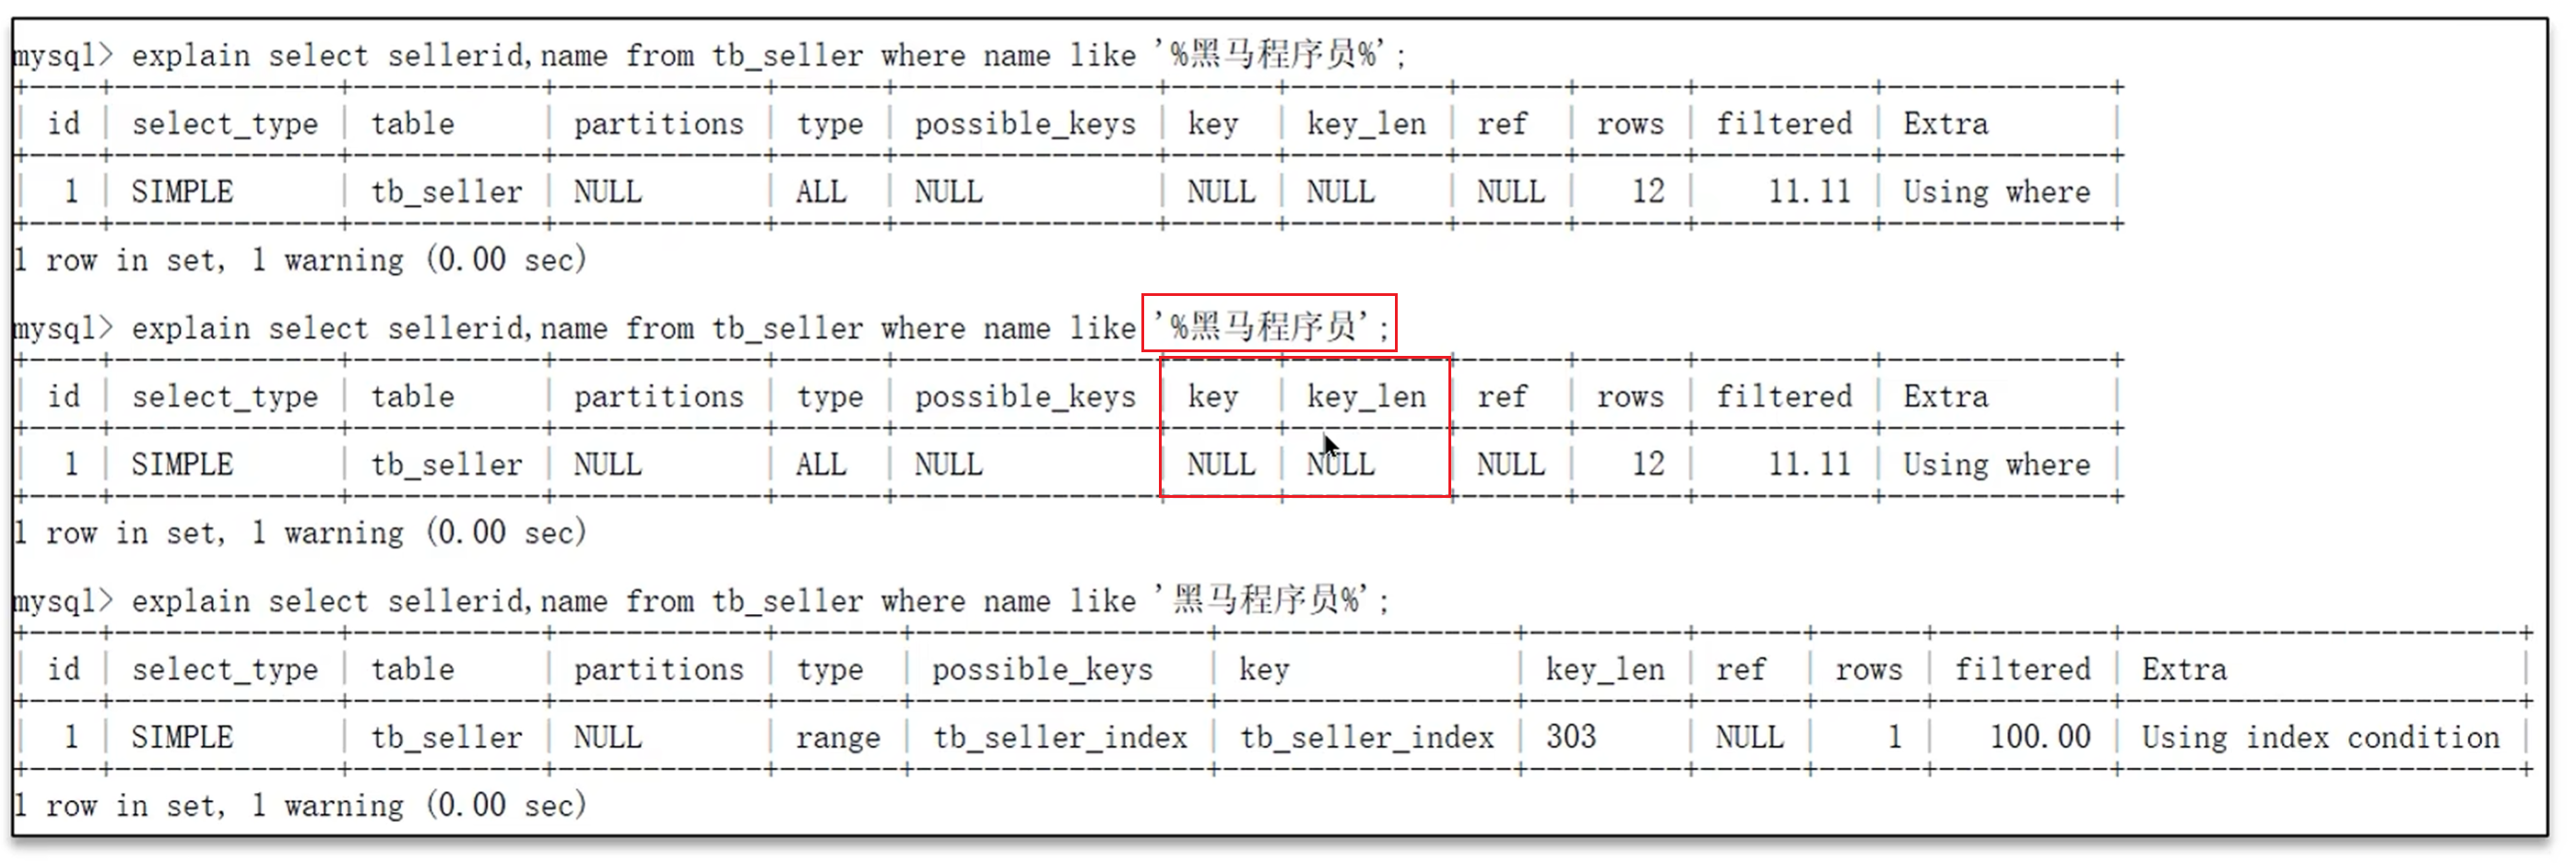 mysql> explain select sellerid,name from tb_seller where name like '%黑马程序员%';
+----+-------------+-----------+------------+------+---------------+------+---------+------+------+----------+-------------+
| id | select_type | table | partitions | type | possible_keys | key | key_len | ref | rows | filtered | Extra |
+----+-------------+-----------+------------+------+---------------+------+---------+------+------+----------+-------------+
| 1 | SIMPLE | tb_seller | NULL | ALL | NULL | NULL | NULL | NULL | 12 | 11.11 | Using where |
+----+-------------+-----------+------------+------+---------------+------+---------+------+------+----------+-------------+
1 row in set, 1 warning (0.00 sec)
mysql> explain select sellerid,name from tb_seller where name like '%黑马程序员';
+----+-------------+-----------+------------+------+---------------+------+---------+------+------+----------+-------------+
| id | select_type | table | partitions | type | possible_keys | key | key_len | ref | rows | filtered | Extra |
+----+-------------+-----------+------------+------+---------------+------+---------+------+------+----------+-------------+
| 1 | SIMPLE | tb_seller | NULL | ALL | NULL | NULL | NULL | NULL | 12 | 11.11 | Using where |
+----+-------------+-----------+------------+------+---------------+------+---------+------+------+----------+-------------+
1 row in set, 1 warning (0.00 sec)
mysql> explain select sellerid,name from tb_seller where name like '黑马程序员%';
+----+-------------+-----------+------------+-------+-----------------+-----------------+---------+------+------+----------+-----------------------+
| id | select_type | table | partitions | type | possible_keys | key | key_len | ref | rows | filtered | Extra |
+----+-------------+-----------+------------+-------+-----------------+-----------------+---------+------+------+----------+-----------------------+
| 1 | SIMPLE | tb_seller | NULL | range | tb_seller_index | tb_seller_index | 303 | NULL | 1 | 100.00 | Using index condition |
+----+-------------+-----------+------------+-------+-----------------+-----------------+---------+------+------+----------+-----------------------+
1 row in set, 1 warning (0.00 sec)